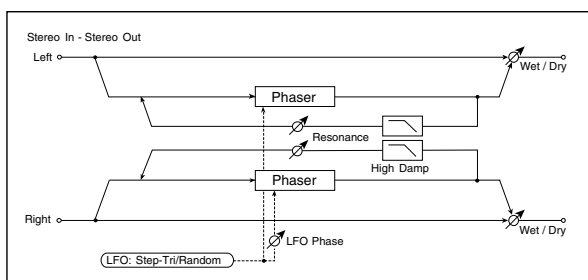 Stereo In - Stereo Out
Left
Wet / Dry
Phaser
Resonance
High Damp
Phaser
Right
Wet / Dry
LFO Phase
LFO: Step-Tri/Random